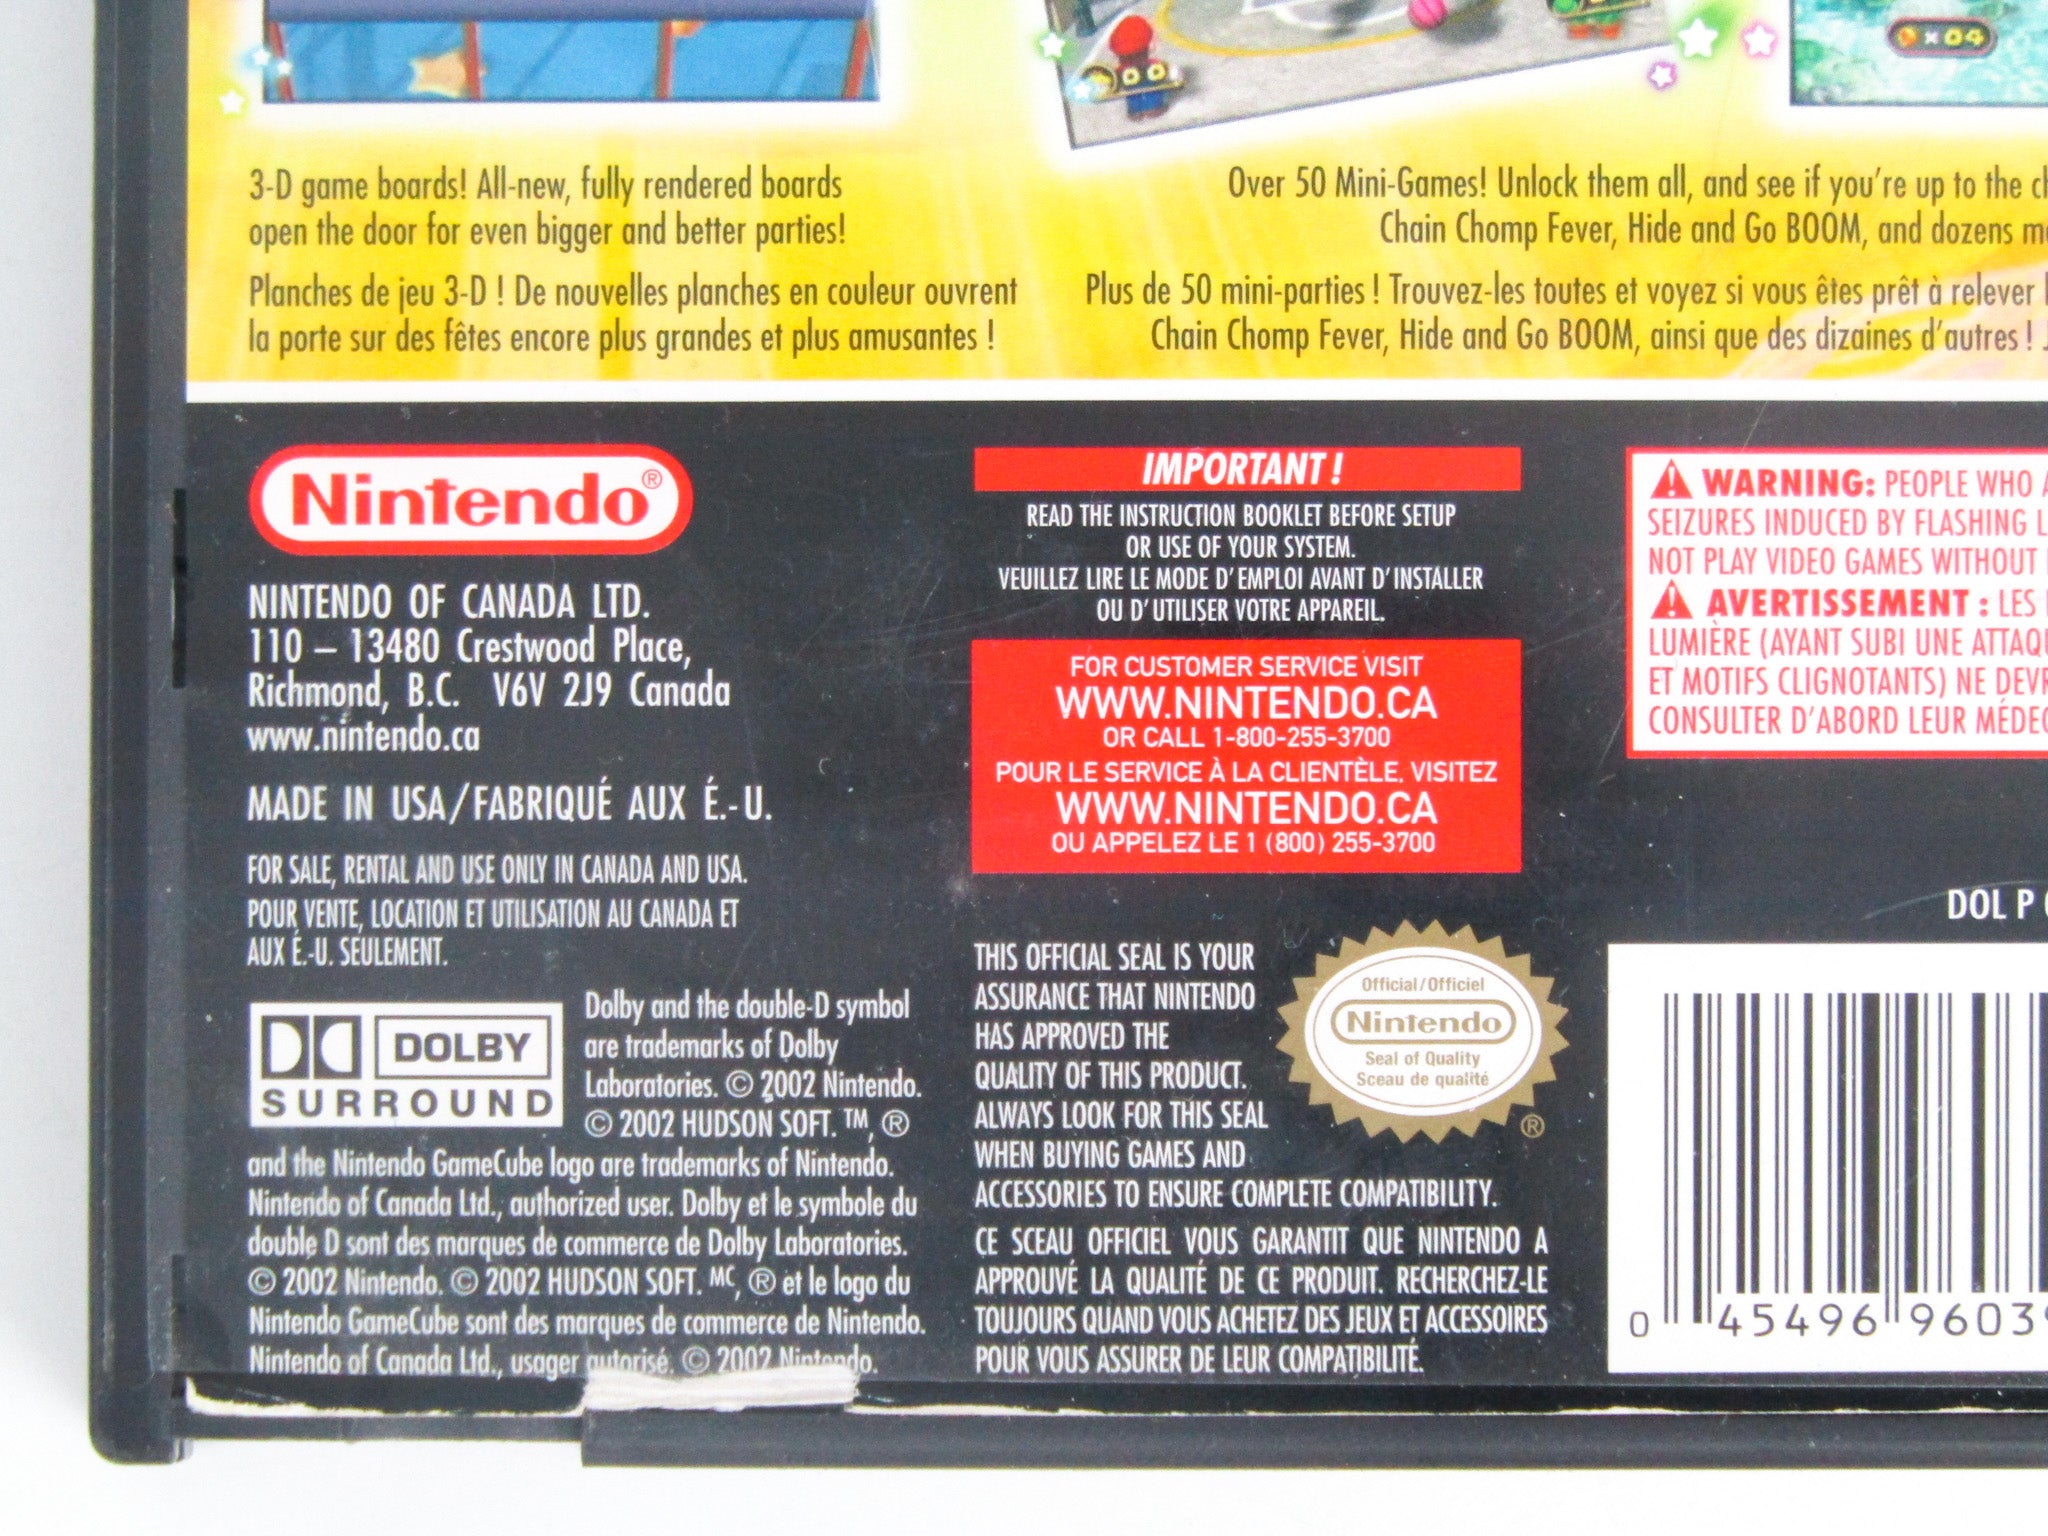 × 04
3-D game boards! All-new, fully rendered boards
open the door for even bigger and better parties!
Planches de jeu 3-D ! De nouvelles planches en couleur ouvrent
la porte sur des fêtes encore plus grandes et plus amusantes !
Over 50 Mini-Games! Unlock them all, and see if you're up to the
Chain Chomp Fever, Hide and Go BOOM, and dozens
Plus de 50 mini-parties ! Trouvez-les toutes et voyez si vous êtes prêt à relever
Chain Chomp Fever, Hide and Go BOOM, ainsi que des dizaines d'autres !
Nintendo®
NINTENDO OF CANADA LTD.
110 – 13480 Crestwood Place,
Richmond, B.C. V6V 2J9 Canada
www.nintendo.ca
MADE IN USA/FABRIQUÉ AUX É.-U.
FOR SALE, RENTAL AND USE ONLY IN CANADA AND USA.
POUR VENTE, LOCATION ET UTILISATION AU CANADA ET
AUX É.-U. SEULEMENT.
DOLBY
SURROUND
Dolby and the double-D symbol
are trademarks of Dolby
Laboratories. © 2002 Nintendo.
© 2002 HUDSON SOFT. ™, ®
and the Nintendo GameCube logo are trademarks of Nintendo.
Nintendo of Canada Ltd., authorized user. Dolby et le symbole du
double D sont des marques de commerce de Dolby Laboratories.
© 2002 Nintendo. © 2002 HUDSON SOFT. MC, ® et le logo du
Nintendo GameCube sont des marques de commerce de Nintendo.
Nintendo of Canada Ltd., usager autorisé. © 2002 Nintendo.
IMPORTANT !
READ THE INSTRUCTION BOOKLET BEFORE SETUP
OR USE OF YOUR SYSTEM.
VEUILLEZ LIRE LE MODE D'EMPLOI AVANT D'INSTALLER
OU D'UTILISER VOTRE APPAREIL.
FOR CUSTOMER SERVICE VISIT
WWW.NINTENDO.CA
OR CALL 1-800-255-3700
POUR LE SERVICE À LA CLIENTÈLE, VISITEZ
WWW.NINTENDO.CA
OU APPELEZ LE 1 (800) 255-3700
THIS OFFICIAL SEAL IS YOUR
ASSURANCE THAT NINTENDO
HAS APPROVED THE
QUALITY OF THIS PRODUCT.
ALWAYS LOOK FOR THIS SEAL
WHEN BUYING GAMES AND
ACCESSORIES TO ENSURE COMPLETE COMPATIBILITY.
CE SCEAU OFFICIEL VOUS GARANTIT QUE NINTENDO A
APPROUVÉ LA QUALITÉ DE CE PRODUIT. RECHERCHEZ-LE
TOUJOURS QUAND VOUS ACHETEZ DES JEUX ET ACCESSOIRES
POUR VOUS ASSURER DE LEUR COMPATIBILITÉ.
Official/Officiel
Nintendo
Seal of Quality
Sceau de qualité
®
WARNING: PEOPLE WHO
SEIZURES INDUCED BY FLASHING
NOT PLAY VIDEO GAMES WITHOUT
AVERTISSEMENT : LES
LUMIÈRE (AYANT SUBI UNE
ET MOTIFS CLIGNOTANTS) NE
CONSULTER D'ABORD LEUR
DOL P
0 45496 9603